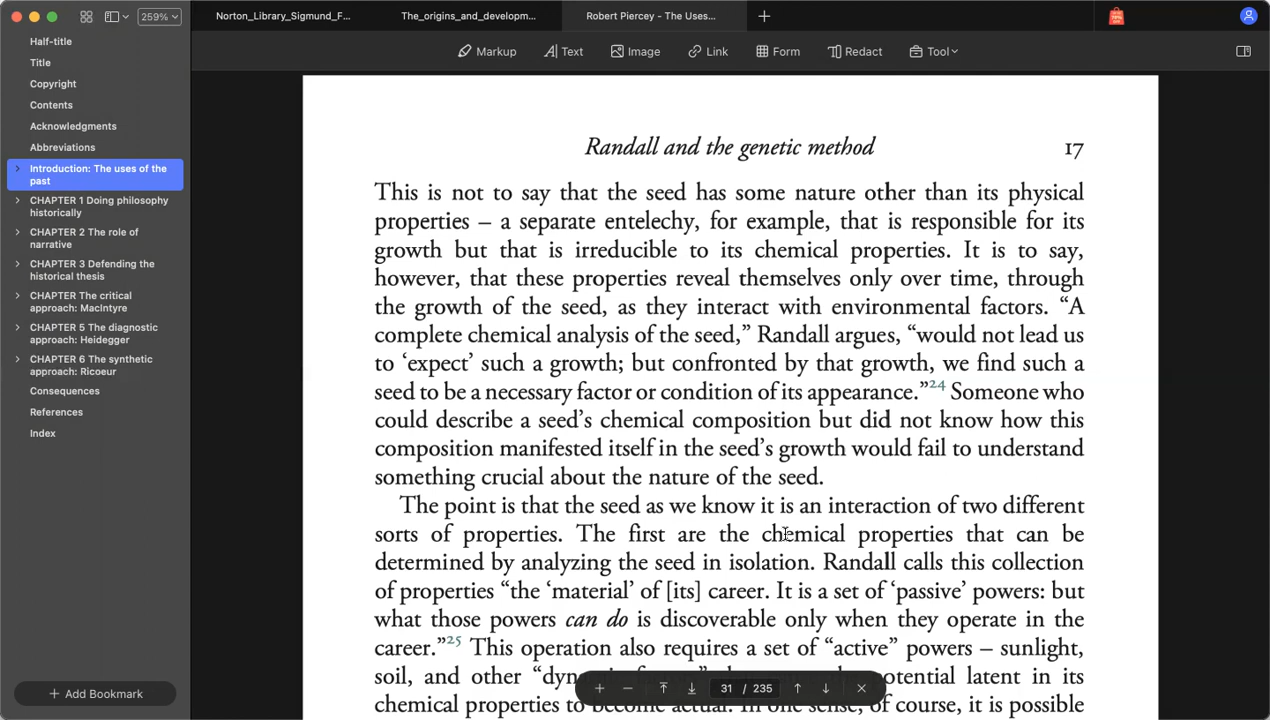 259%
Norton_Library_Sigmund_F...
The_origins_and_developm...
Robert Piercey - The Uses...
Markup
Text
Image
Link
Form
Redact
Tool
Half-title
Title
Copyright
Contents
Acknowledgments
Abbreviations
Introduction: The uses of the
past
CHAPTER 1 Doing philosophy
historically
CHAPTER 2 The role of
narrative
CHAPTER 3 Defending the
historical thesis
CHAPTER The critical
approach: MacIntyre
CHAPTER 5 The diagnostic
approach: Heidegger
CHAPTER 6 The synthetic
approach: Ricoeur
Consequences
References
Index
+ Add Bookmark
Randall and the genetic method 17
This is not to say that the seed has some nature other than its physical
properties – a separate entelechy, for example, that is responsible for its
growth but that is irreducible to its chemical properties. It is to say,
however, that these properties reveal themselves only over time, through
the growth of the seed, as they interact with environmental factors. “A
complete chemical analysis of the seed,” Randall argues, “would not lead us
to ‘expect’ such a growth; but confronted by that growth, we find such a
seed to be a necessary factor or condition of its appearance.”24 Someone who
could describe a seed’s chemical composition but did not know how this
composition manifested itself in the seed’s growth would fail to understand
something crucial about the nature of the seed.
The point is that the seed as we know it is an interaction of two different
sorts of properties. The first are the chemical properties that can be
determined by analyzing the seed in isolation. Randall calls this collection
of properties “the ‘material’ of [its] career. It is a set of ‘passive’ powers: but
what those powers can do is discoverable only when they operate in the
career.”25 This operation also requires a set of “active” powers – sunlight,
soil, and other potential latent in its
chemical properties to become actual. In one sense, of course, it is possible
31 / 235